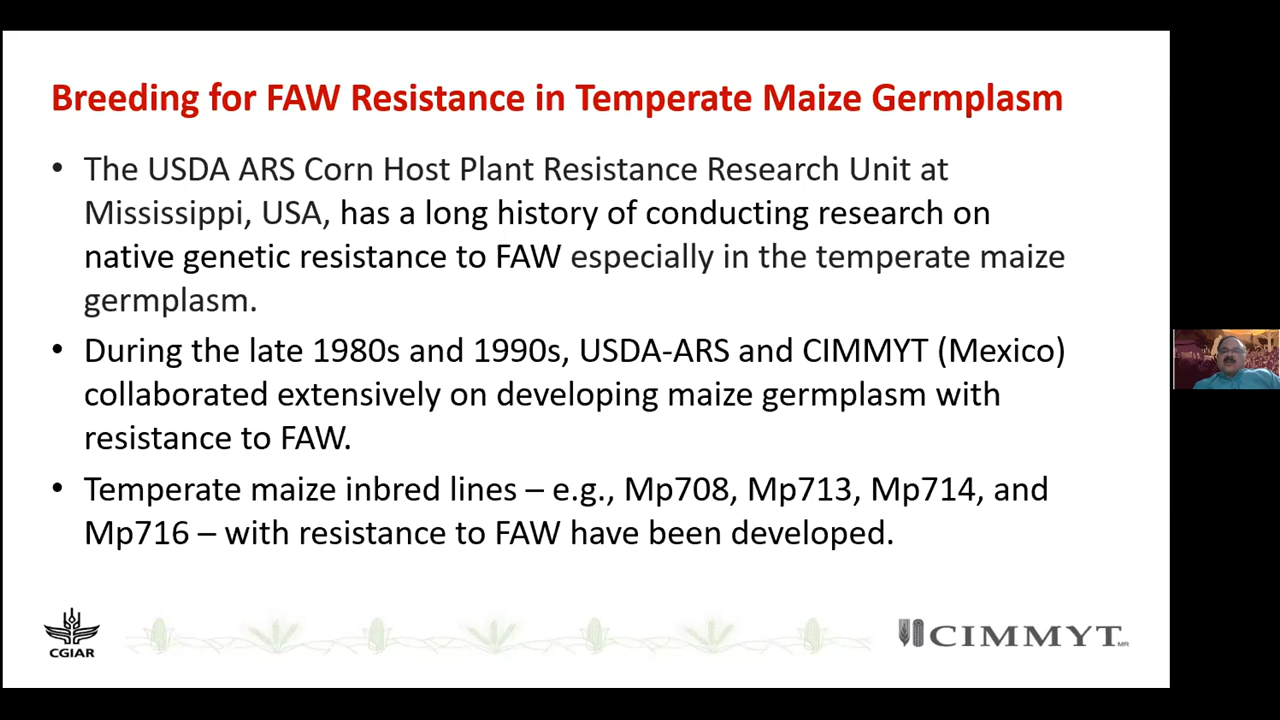 Breeding for FAW Resistance in Temperate Maize Germplasm
• The USDA ARS Corn Host Plant Resistance Research Unit at
Mississippi, USA, has a long history of conducting research on
native genetic resistance to FAW especially in the temperate maize
germplasm.
• During the late 1980s and 1990s, USDA-ARS and CIMMYT (Mexico)
collaborated extensively on developing maize germplasm with
resistance to FAW.
• Temperate maize inbred lines – e.g., Mp708, Mp713, Mp714, and
Mp716 – with resistance to FAW have been developed.
CGIAR
CIMMYT MR